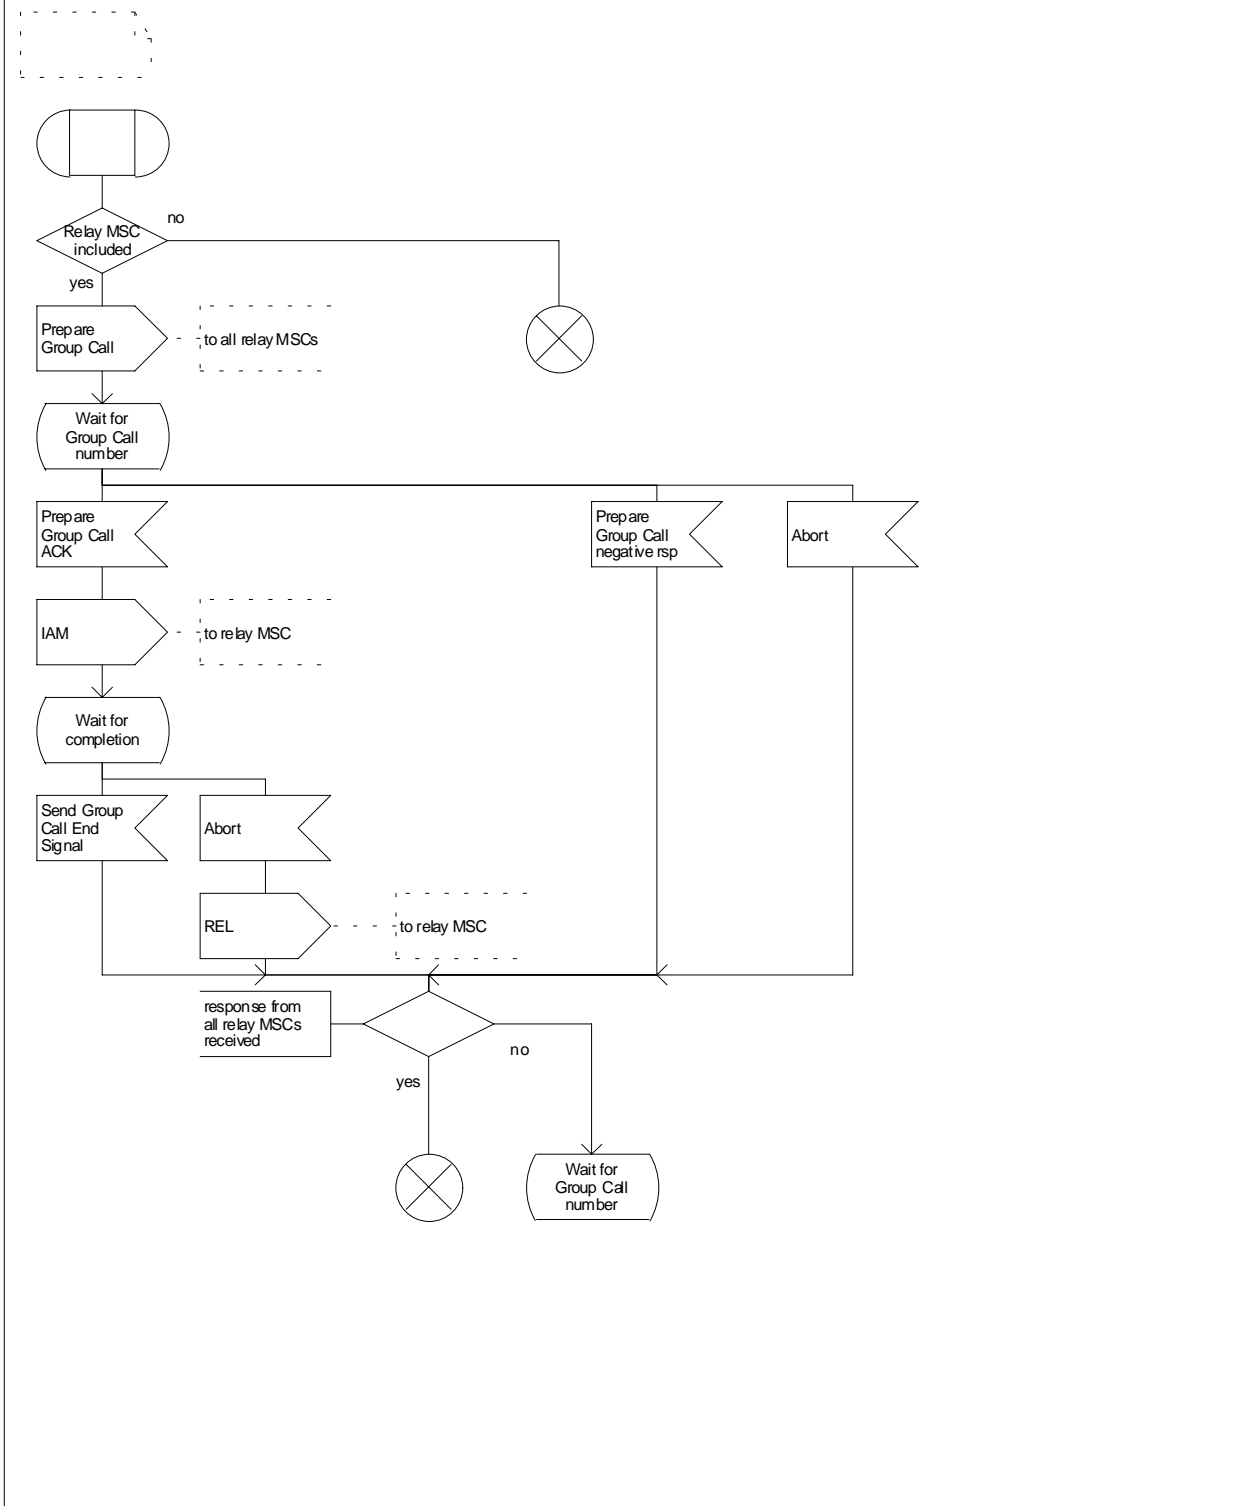 no
Relay MSC
included
yes
Prepare
Group Call
to all relay MSCs
Wait for
Group Call
number
Prepare
Group Call
ACK
Prepare
Group Call
negative rsp
Abort
IAM
to relay MSC
Wait for
completion
Send Group
Call End
Signal
Abort
REL
to relay MSC
response from
all relay MSCs
received
no
yes
Wait for
Group Call
number